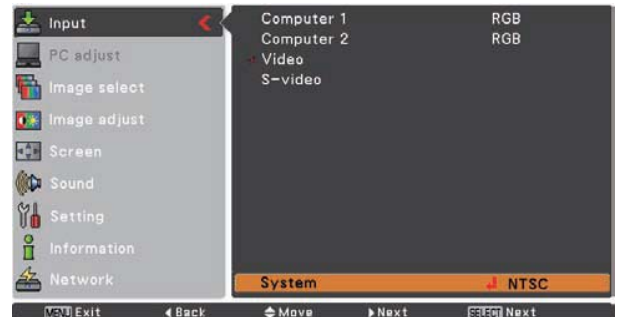 Input
PC adjust
Image select
Image adjust
Screen
Sound
Setting
Information
Network
Computer 1 RGB
Computer 2 RGB
Video
S-video
System NTSC
MENU Exit Back Move Next SELECT Next